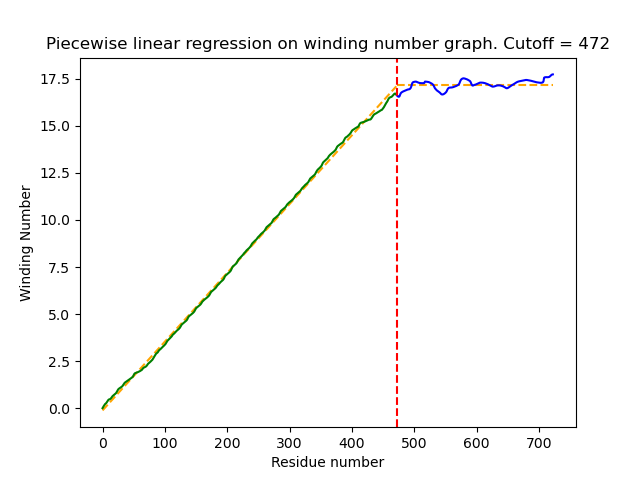 Piecewise linear regression on winding number graph. Cutoff = 472
17.5
15.0
12.5
10.0
7.5
5.0
2.5
0.0
Winding Number
0 100 200 300 400 500 600 700
Residue number